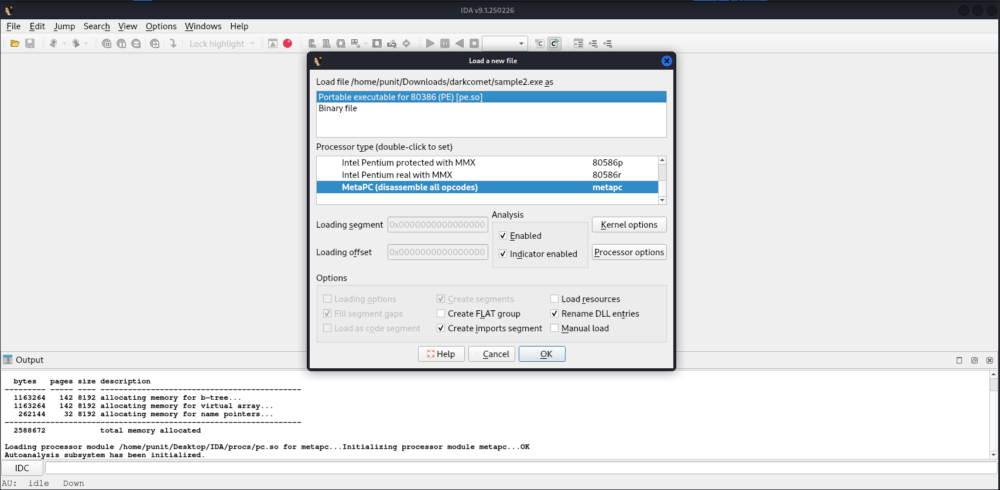 IDA v9.1.250226
File Edit Jump Search View Options Windows Help
Lock highlight
Load a new file
Load file /home/punit/Downloads/darkcomet/sample2.exe as
Portable executable for 80386 (PE) [pe.so]
Binary file
Processor type (double-click to set)
Intel Pentium protected with MMX 80586p
Intel Pentium real with MMX 80586r
MetaPC (disassemble all opcodes) metapc
Analysis
Loading segment 0x0000000000000000 Kernel options
Enabled
Loading offset 0x0000000000000000 Processor options
Indicator enabled
Options
Loading options Create segments Load resources
Fill segment gaps Create FLAT group Rename DLL entries
Load as code segment Create imports segment Manual load
Help Cancel OK
Output
bytes pages size description
--------- ----- ---- --------------------------------------------
1163264 142 8192 allocating memory for b-tree...
1163264 142 8192 allocating memory for virtual array...
262144 32 8192 allocating memory for name pointers...
-----------------------------------------------------------------
2588672 total memory allocated
Loading processor module /home/punit/Desktop/IDA/procs/pc.so for metapc...Initializing processor module metapc...OK
Autoanalysis subsystem has been initialized.
IDC
AU: idle Down